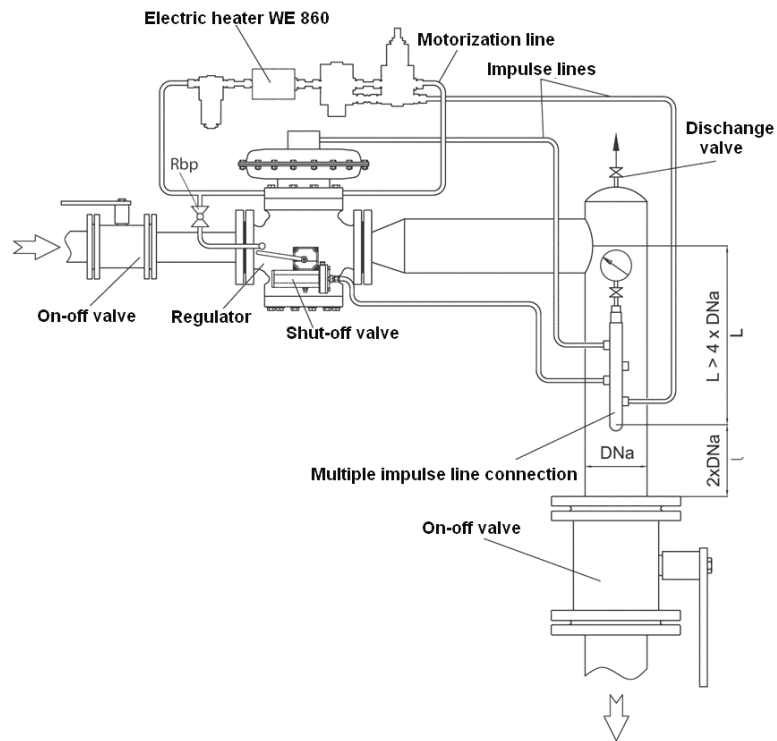 Electric heater WE 860
Motorization line
Impulse lines
Dischange
valve
Rbp
On-off valve
Regulator
Shut-off valve
L > 4 x DNa
L
Multiple impulse line connection
DNa
2xDNa
On-off valve